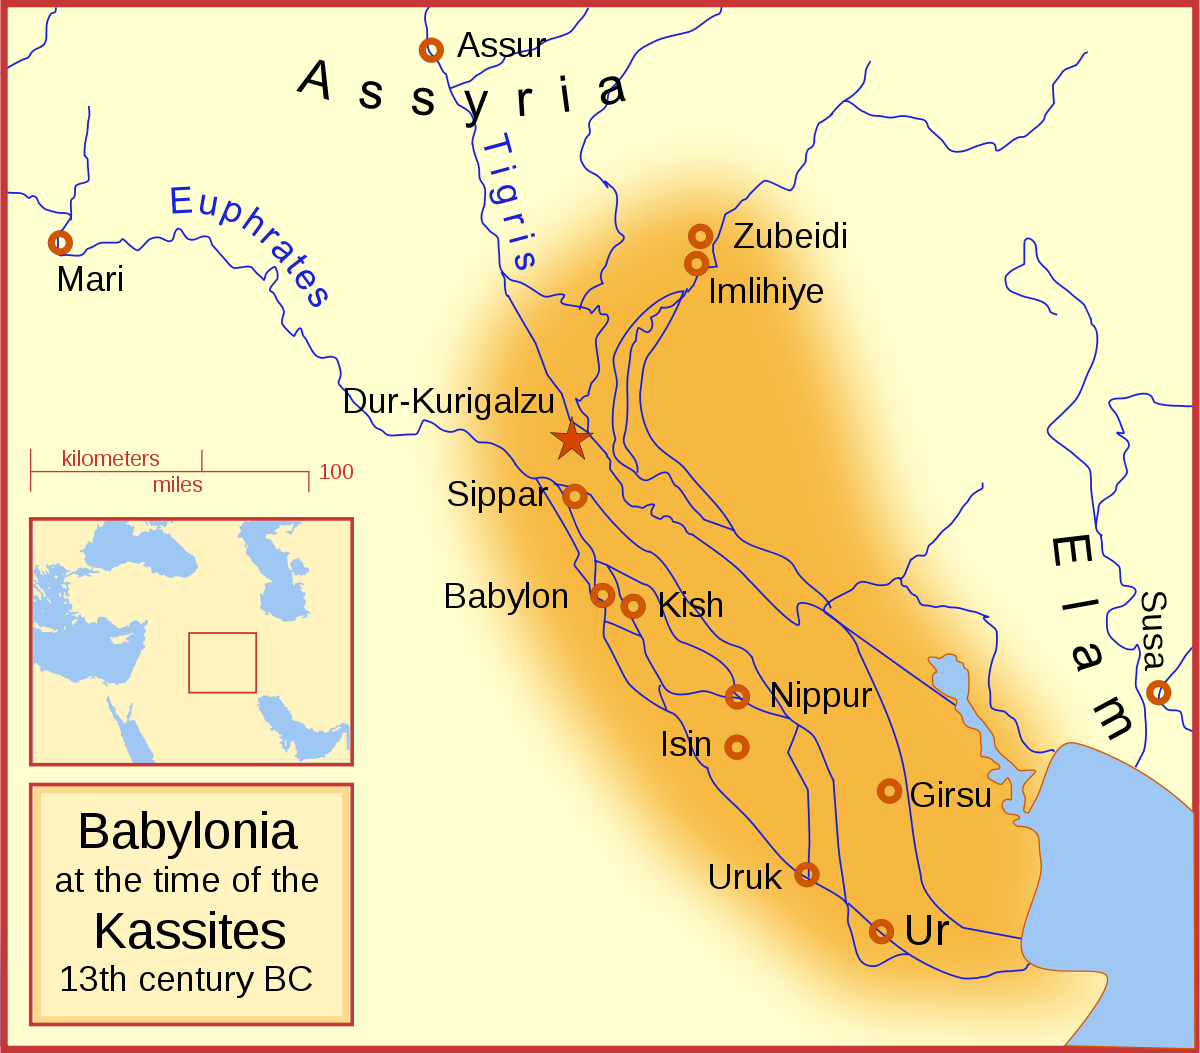 Assur
Assyria
Tigris
Euphrates
Zubeidi
Mari
Imlihiye
Dur-Kurigalzu
kilometers
miles
100
Sippar
Elam
Babylon
Kish
Susa
Nippur
Isin
Girsu
Uruk
Ur
Babylonia
at the time of the
Kassites
13th century BC